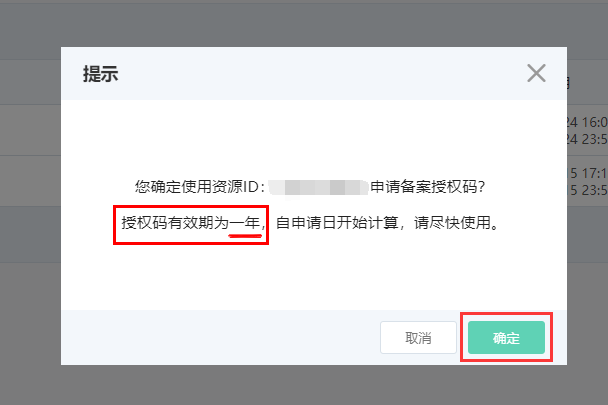 提示
您确定使用资源ID：申请备案授权码？
授权码有效期为一年，自申请日开始计算，请尽快使用。
取消
确定
24 16:0
24 23:5
5 17:1
5 23:5